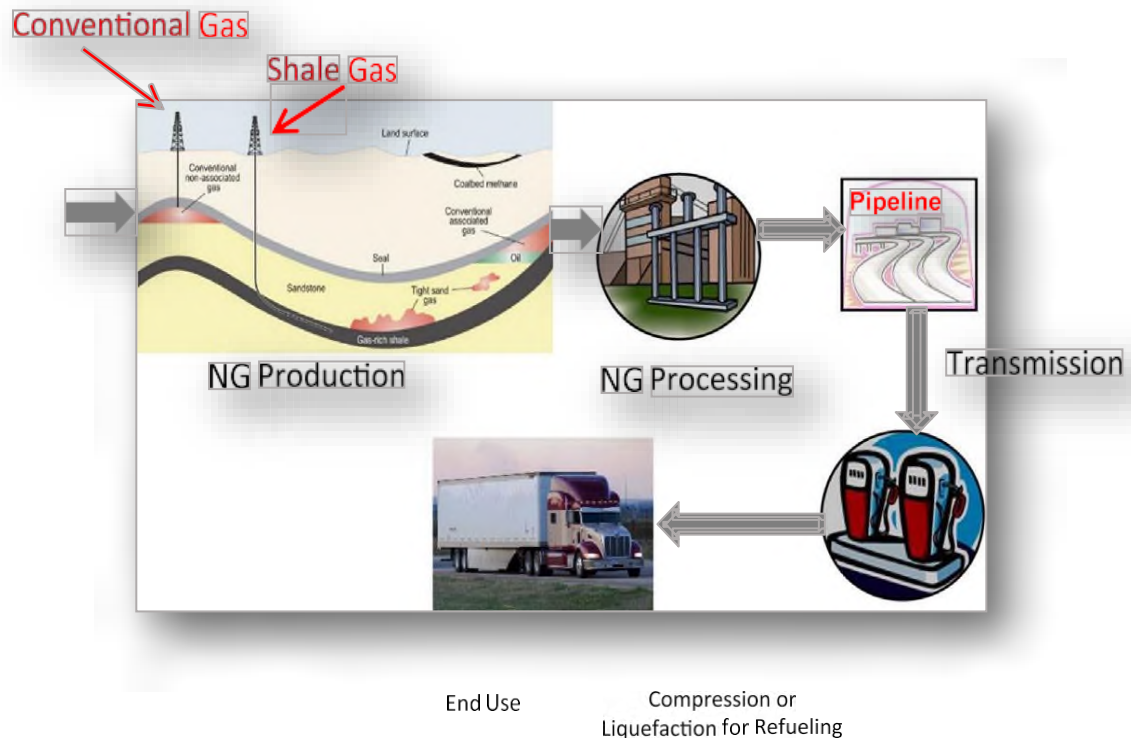 Conventional Gas
Shale Gas
Land surface
Conventional
non-associated
gas
Coalbed methane
Conventional
associated
gas
Seal
Oil
Sandstone
Tight sand
gas
Gas-rich shale
Pipeline
NG Production
NG Processing
Transmission
End Use
Compression or
Liquefaction for Refueling